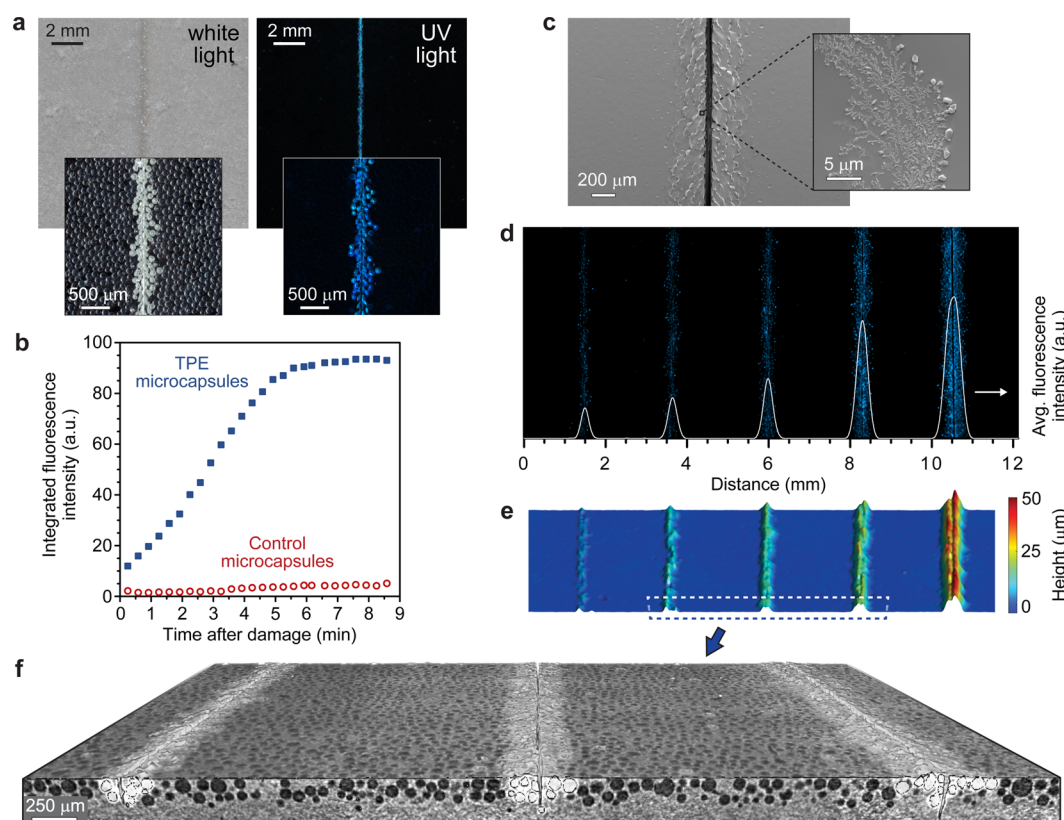 a
2 mm
white
light
500 μm
2 mm
UV
light
500 μm
b
Integrated fluorescence
intensity (a.u.)
100
80
60
40
20
0
TPE
microcapsules
Control
microcapsules
0 1 2 3 4 5 6 7 8 9
Time after damage (min)
c
200 μm
5 μm
d
Avg. fluorescence
intensity (a.u.)
0 2 4 6 8 10 12
Distance (mm)
e
50
25
0
Height (μm)
f
250 μm